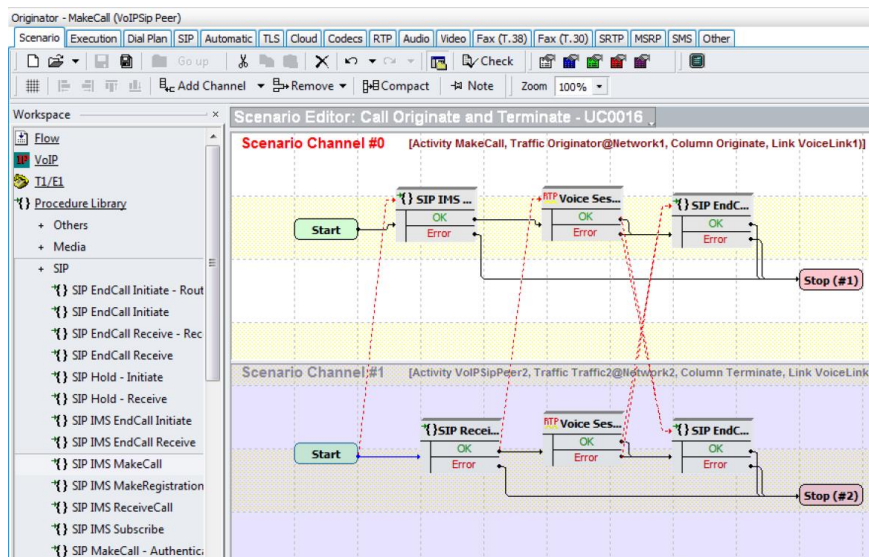 Originator - MakeCall (VoIPSip Peer)
Scenario Execution Dial Plan SIP Automatic TLS Cloud Codecs RTP Audio Video Fax (T.38) Fax (T.30) SRTP MSRP SMS Other
Go up Check
Add Channel Remove Compact Note Zoom 100%
Workspace
Flow
VoIP
T1/E1
Procedure Library
+ Others
+ Media
+ SIP
SIP EndCall Initiate - Rout
SIP EndCall Initiate
SIP EndCall Receive - Rec
SIP EndCall Receive
SIP Hold - Initiate
SIP Hold - Receive
SIP IMS EndCall Initiate
SIP IMS EndCall Receive
SIP IMS MakeCall
SIP IMS MakeRegistration
SIP IMS ReceiveCall
SIP IMS Subscribe
SIP MakeCall - Authentica
Scenario Editor: Call Originate and Terminate - UC0016
Scenario Channel #0 [Activity MakeCall, Traffic Originator@Network1, Column Originate, Link VoiceLink1)]
Start
SIP IMS ...
OK
Error
RTP Voice Ses...
OK
Error
SIP EndC...
OK
Error
Stop (#1)
Scenario Channel #1 [Activity VoIPSipPeer2, Traffic Traffic2@Network2, Column Terminate, Link VoiceLink
Start
SIP Recei...
OK
Error
RTP Voice Ses...
OK
Error
SIP EndC...
OK
Error
Stop (#2)